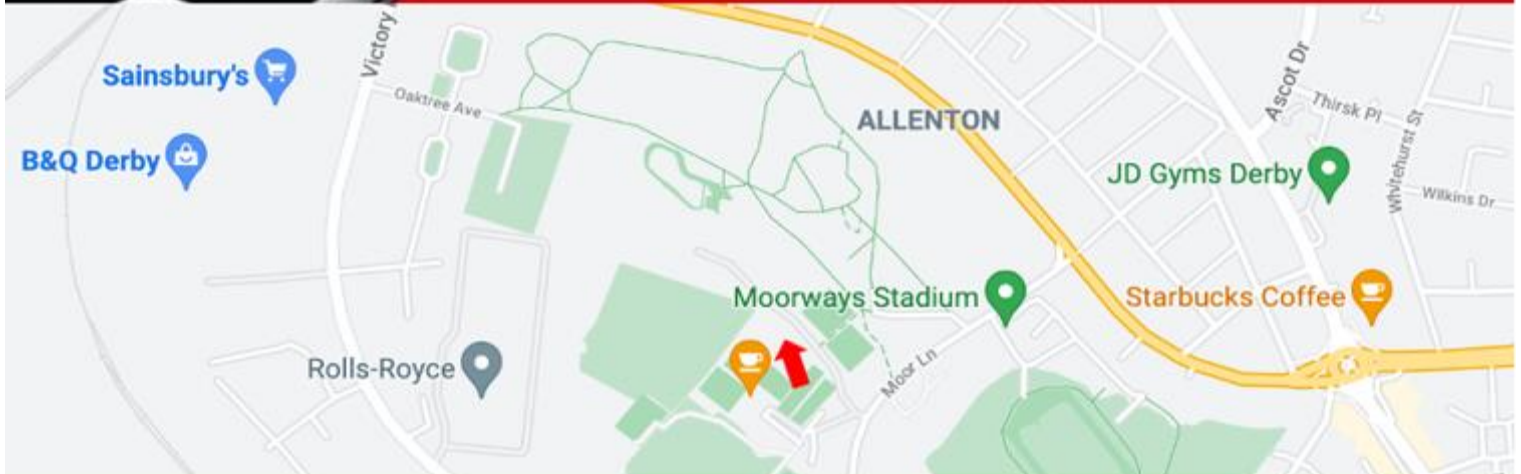 Victory
Sainsbury's
Oaktree Ave
ALLENTON
Ascot Dr
Thirsk Pl
B&Q Derby
JD Gyms Derby
Whitehurst St
Wilkins Dr
Moorways Stadium
Starbucks Coffee
Rolls-Royce
Moor Ln